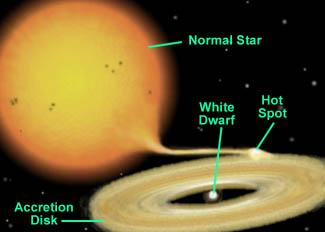 Normal Star
White
Dwarf
Hot
Spot
Accretion
Disk